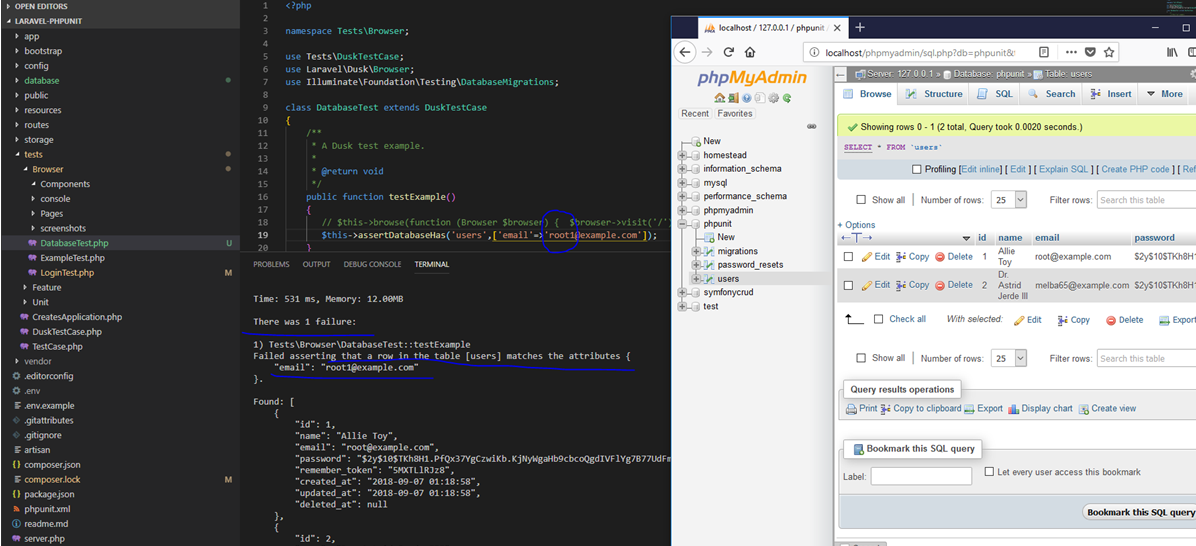 OPEN EDITORS
LARAVEL-PHPUNIT
app
bootstrap
config
database
public
resources
routes
storage
tests
Browser
Components
console
Pages
screenshots
DatabaseTest.php U
ExampleTest.php
LoginTest.php M
Feature
Unit
CreatesApplication.php
DuskTestCase.php
TestCase.php
vendor
.editorconfig
.env
.env.example
.gitattributes
.gitignore
artisan
composer.json
composer.lock M
package.json
phpunit.xml
readme.md
server.php
1 <?php
2
3 namespace Tests\Browser;
4
5 use Tests\DuskTestCase;
6 use Laravel\Dusk\Browser;
7 use Illuminate\Foundation\Testing\DatabaseMigrations;
8
9 class DatabaseTest extends DuskTestCase
10 {
11 /**
12 * A Dusk test example.
13 *
14 * @return void
15 */
16 public function testExample()
17 {
18 // $this->browse(function (Browser $browser) { $browser->visit('/')
19 $this->assertDatabaseHas('users',['email'=>'root1@example.com']);
20 }
PROBLEMS OUTPUT DEBUG CONSOLE TERMINAL
Time: 531 ms, Memory: 12.00MB
There was 1 failure:
1) Tests\Browser\DatabaseTest::testExample
Failed asserting that a row in the table [users] matches the attributes {
"email": "root1@example.com"
}.
Found: [
{
"id": 1,
"name": "Allie Toy",
"email": "root@example.com",
"password": "$2y$10$TKh8H1.PfQx37YgCzwiKb.KjNyWgaHb9cbcoQgdIVFlYg7B77UdFm
"remember_token": "5MXTLlRJz8",
"created_at": "2018-09-07 01:18:58",
"updated_at": "2018-09-07 01:18:58",
"deleted_at": null
},
{
"id": 2,
localhost / 127.0.0.1 / phpunit
localhost/phpmyadmin/sql.php?db=phpunit&
phpMyAdmin
Recent Favorites
New
homestead
information_schema
mysql
performance_schema
phpmyadmin
phpunit
New
migrations
password_resets
users
symfonycrud
test
Server: 127.0.0.1 » Database: phpunit » Table: users
Browse Structure SQL Search Insert More
Showing rows 0 - 1 (2 total, Query took 0.0020 seconds.)
SELECT * FROM `users`
Profiling [Edit inline] [ Edit ] [ Explain SQL ] [ Create PHP code ] [ Ref
Show all Number of rows: 25 Filter rows: Search this table
+ Options
id name email password
Edit Copy Delete 1 Allie Toy root@example.com $2y$10$TKh8H1
Edit Copy Delete 2 Dr. Astrid Jerde III melba65@example.com $2y$10$TKh8H1
Check all With selected: Edit Copy Delete Export
Show all Number of rows: 25 Filter rows: Search this table
Query results operations
Print Copy to clipboard Export Display chart Create view
Bookmark this SQL query
Label: Let every user access this bookmark
Bookmark this SQL query